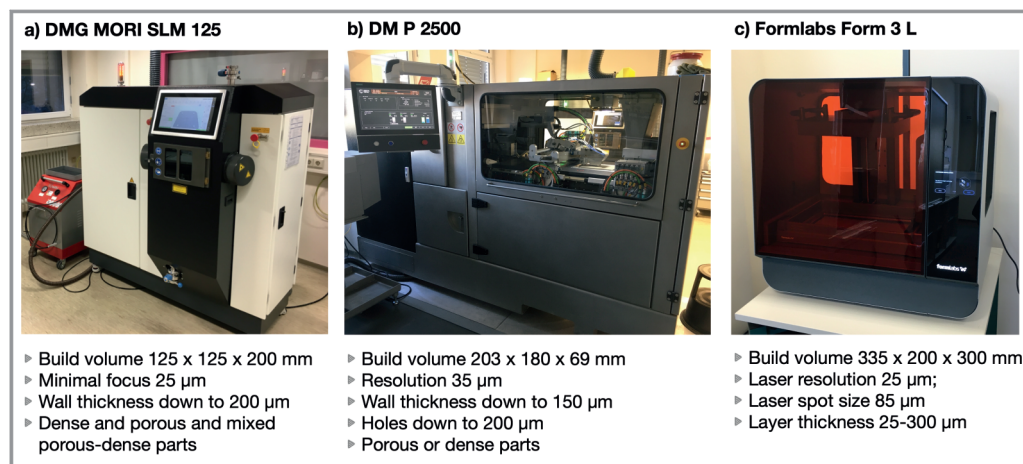 a) DMG MORI SLM 125
b) DM P 2500
c) Formlabs Form 3 L
formlabs
▹ Build volume 125 x 125 x 200 mm
▹ Minimal focus 25 µm
▹ Wall thickness down to 200 µm
▹ Dense and porous and mixed
porous-dense parts
▹ Build volume 203 x 180 x 69 mm
▹ Resolution 35 µm
▹ Wall thickness down to 150 µm
▹ Holes down to 200 µm
▹ Porous or dense parts
▹ Build volume 335 x 200 x 300 mm
▹ Laser resolution 25 µm;
▹ Laser spot size 85 µm
▹ Layer thickness 25-300 µm